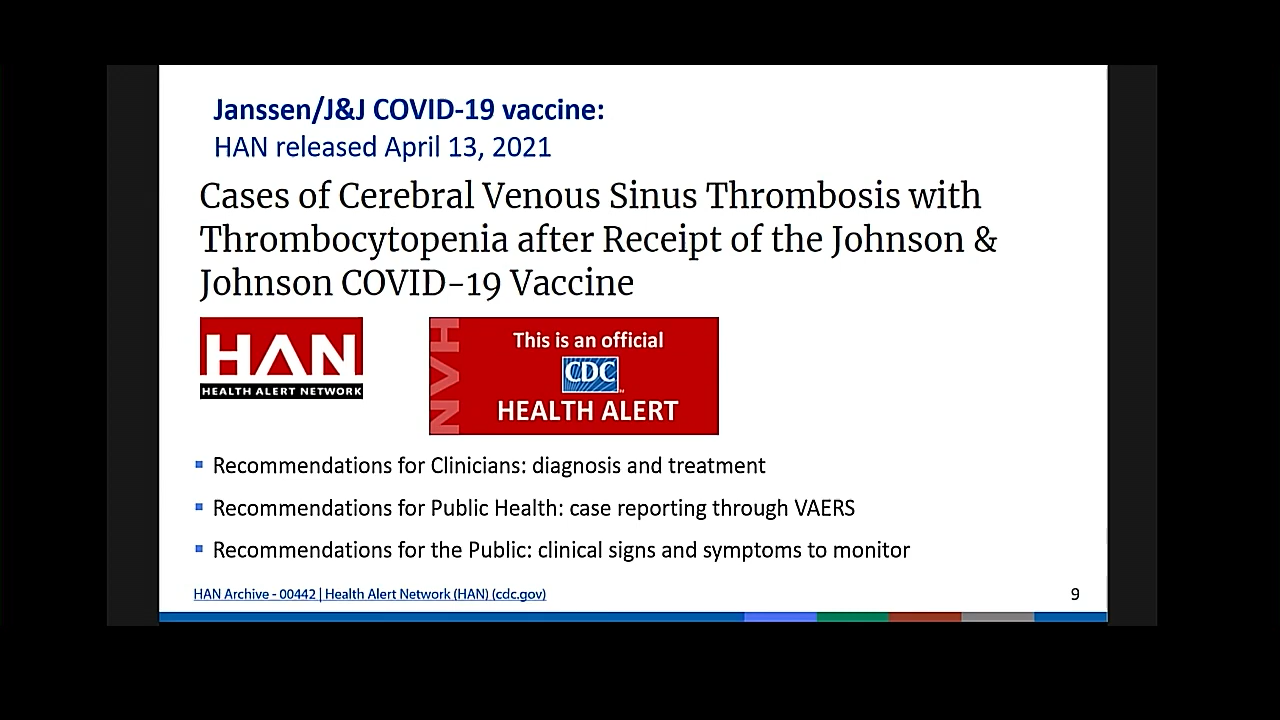 Janssen/J&J COVID-19 vaccine:
HAN released April 13, 2021
Cases of Cerebral Venous Sinus Thrombosis with
Thrombocytopenia after Receipt of the Johnson &
Johnson COVID-19 Vaccine
HAN
HEALTH ALERT NETWORK
HAN
This is an official
CDC
HEALTH ALERT
Recommendations for Clinicians: diagnosis and treatment
Recommendations for Public Health: case reporting through VAERS
Recommendations for the Public: clinical signs and symptoms to monitor
HAN Archive - 00442 | Health Alert Network (HAN) (cdc.gov)
9